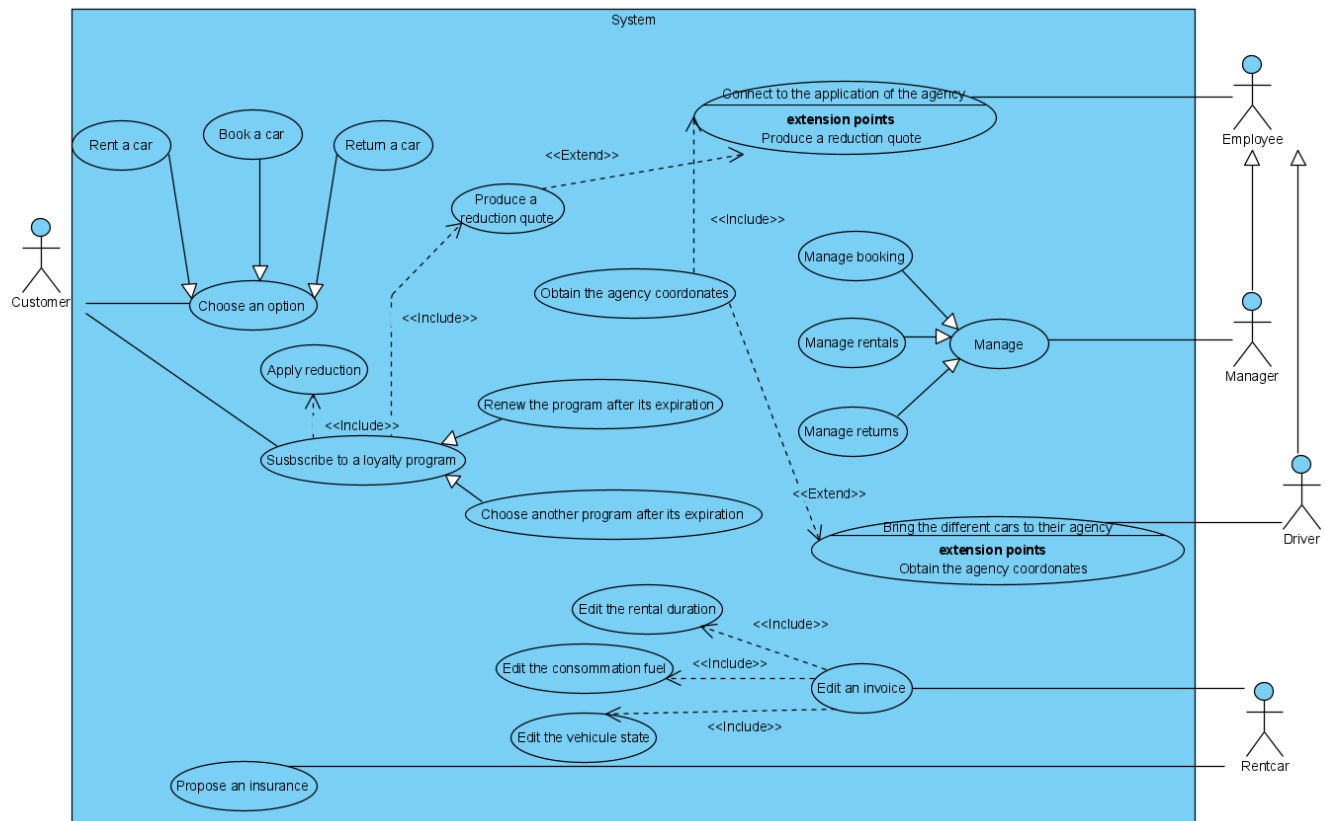 System
Connect to the application of the agency
extension points
Produce a reduction quote
Employee
Rent a car
Book a car
Return a car
<<Extend>>
Produce a
reduction quote
<<Include>>
Manage booking
Customer
Choose an option
Obtain the agency coordonates
<<Include>>
Manage rentals
Manage
Manager
Apply reduction
Renew the program after its expiration
<<Include>>
Manage returns
Susbscribe to a loyalty program
<<Extend>>
Choose another program after its expiration
Bring the different cars to their agency
extension points
Obtain the agency coordonates
Driver
Edit the rental duration
<<Include>>
Edit the consommation fuel
<<Include>>
Edit an invoice
<<Include>>
Edit the vehicule state
Propose an insurance
Rentcar